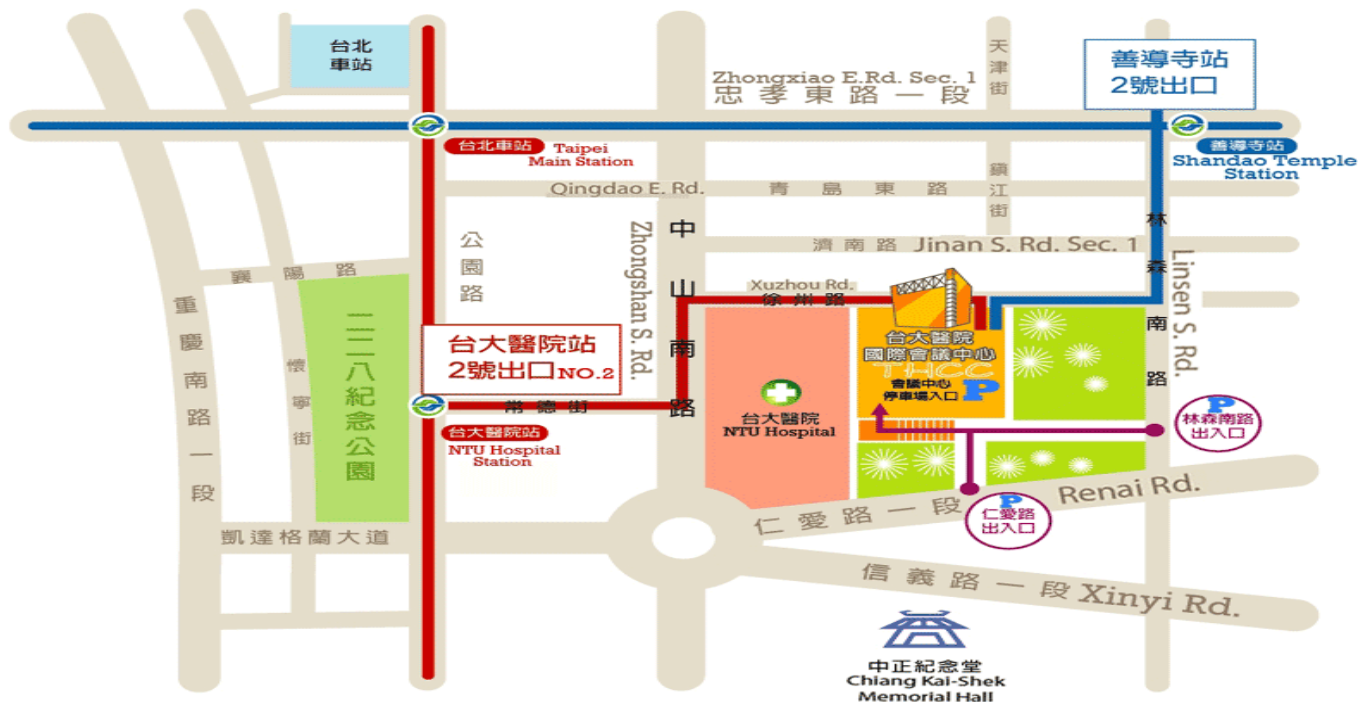 台北
車站
天津街
善導寺站
2號出口
Zhongxiao E.Rd. Sec. 1
忠孝東路一段
台北車站
Taipei
Main Station
善導寺站
Shandao Temple
Station
Qingdao E. Rd.
青島東路
鎮江街
林森南路
Linsen S. Rd.
公園路
Zhongshan S. Rd.
中山南路
濟南路 Jinan S. Rd. Sec. 1
襄陽路
Xuzhou Rd.
徐州路
重慶南路一段
懷寧街
二二八紀念公園
台大醫院站
2號出口NO.2
常德街
台大醫院站
NTU Hospital
Station
台大醫院
NTU Hospital
台大醫院
國際會議中心
THCC
會議中心
停車場入口 P
P
林森南路
出入口
P
仁愛路
出入口
仁愛路一段 Renai Rd.
凱達格蘭大道
信義路一段 Xinyi Rd.
中正紀念堂
Chiang Kai-Shek
Memorial Hall